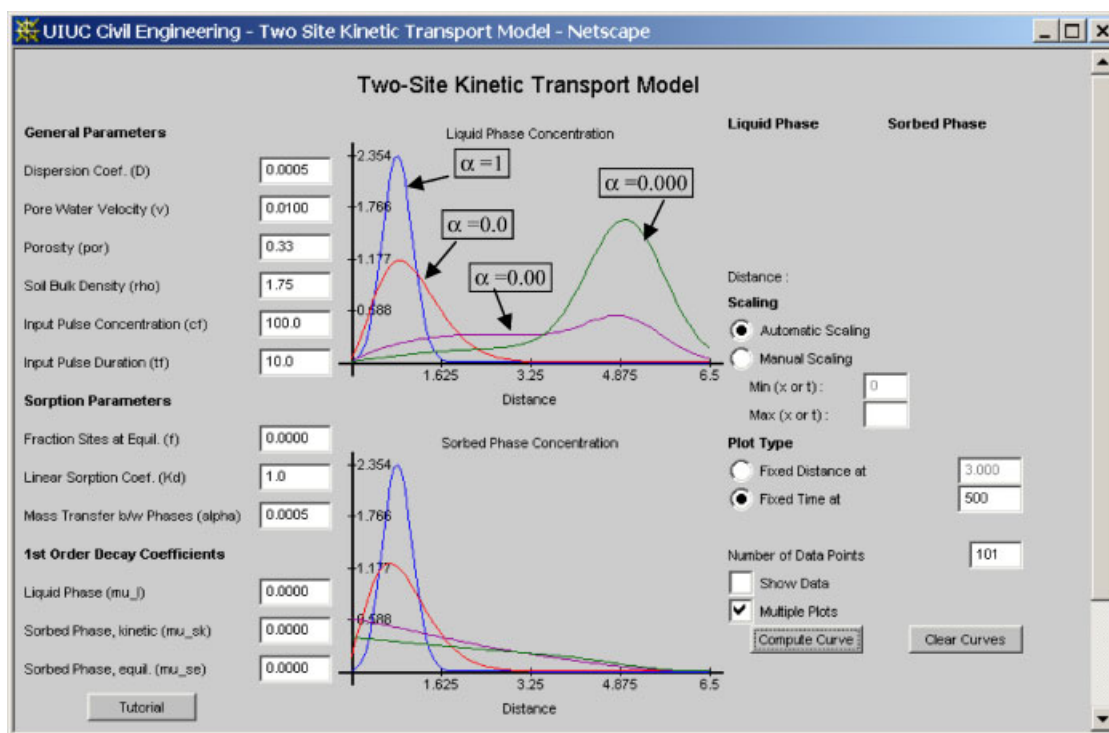 UIUC Civil Engineering - Two Site Kinetic Transport Model - Netscape
Two-Site Kinetic Transport Model
General Parameters
Dispersion Coef. (D) 0.0005
Pore Water Velocity (v) 0.0100
Porosity (por) 0.33
Soil Bulk Density (rho) 1.75
Input Pulse Concentration (cf) 100.0
Input Pulse Duration (tf) 10.0
Sorption Parameters
Fraction Sites at Equil. (f) 0.0000
Linear Sorption Coef. (Kd) 1.0
Mass Transfer b/w Phases (alpha) 0.0005
1st Order Decay Coefficients
Liquid Phase (mu_l) 0.0000
Sorbed Phase, kinetic (mu_sk) 0.0000
Sorbed Phase, equil. (mu_se) 0.0000
Tutorial
Liquid Phase Concentration
2.354
1.766
1.177
0.588
α =1
α =0.0
α =0.00
α =0.000
1.625 3.25 4.875 6.5
Distance
Sorbed Phase Concentration
2.354
1.766
1.177
0.588
1.625 3.25 4.875 6.5
Distance
Liquid Phase Sorbed Phase
Distance :
Scaling
Automatic Scaling
Manual Scaling
Min (x or t) : 0
Max (x or t) :
Plot Type
Fixed Distance at 3.000
Fixed Time at 500
Number of Data Points 101
Show Data
Multiple Plots
Compute Curve Clear Curves